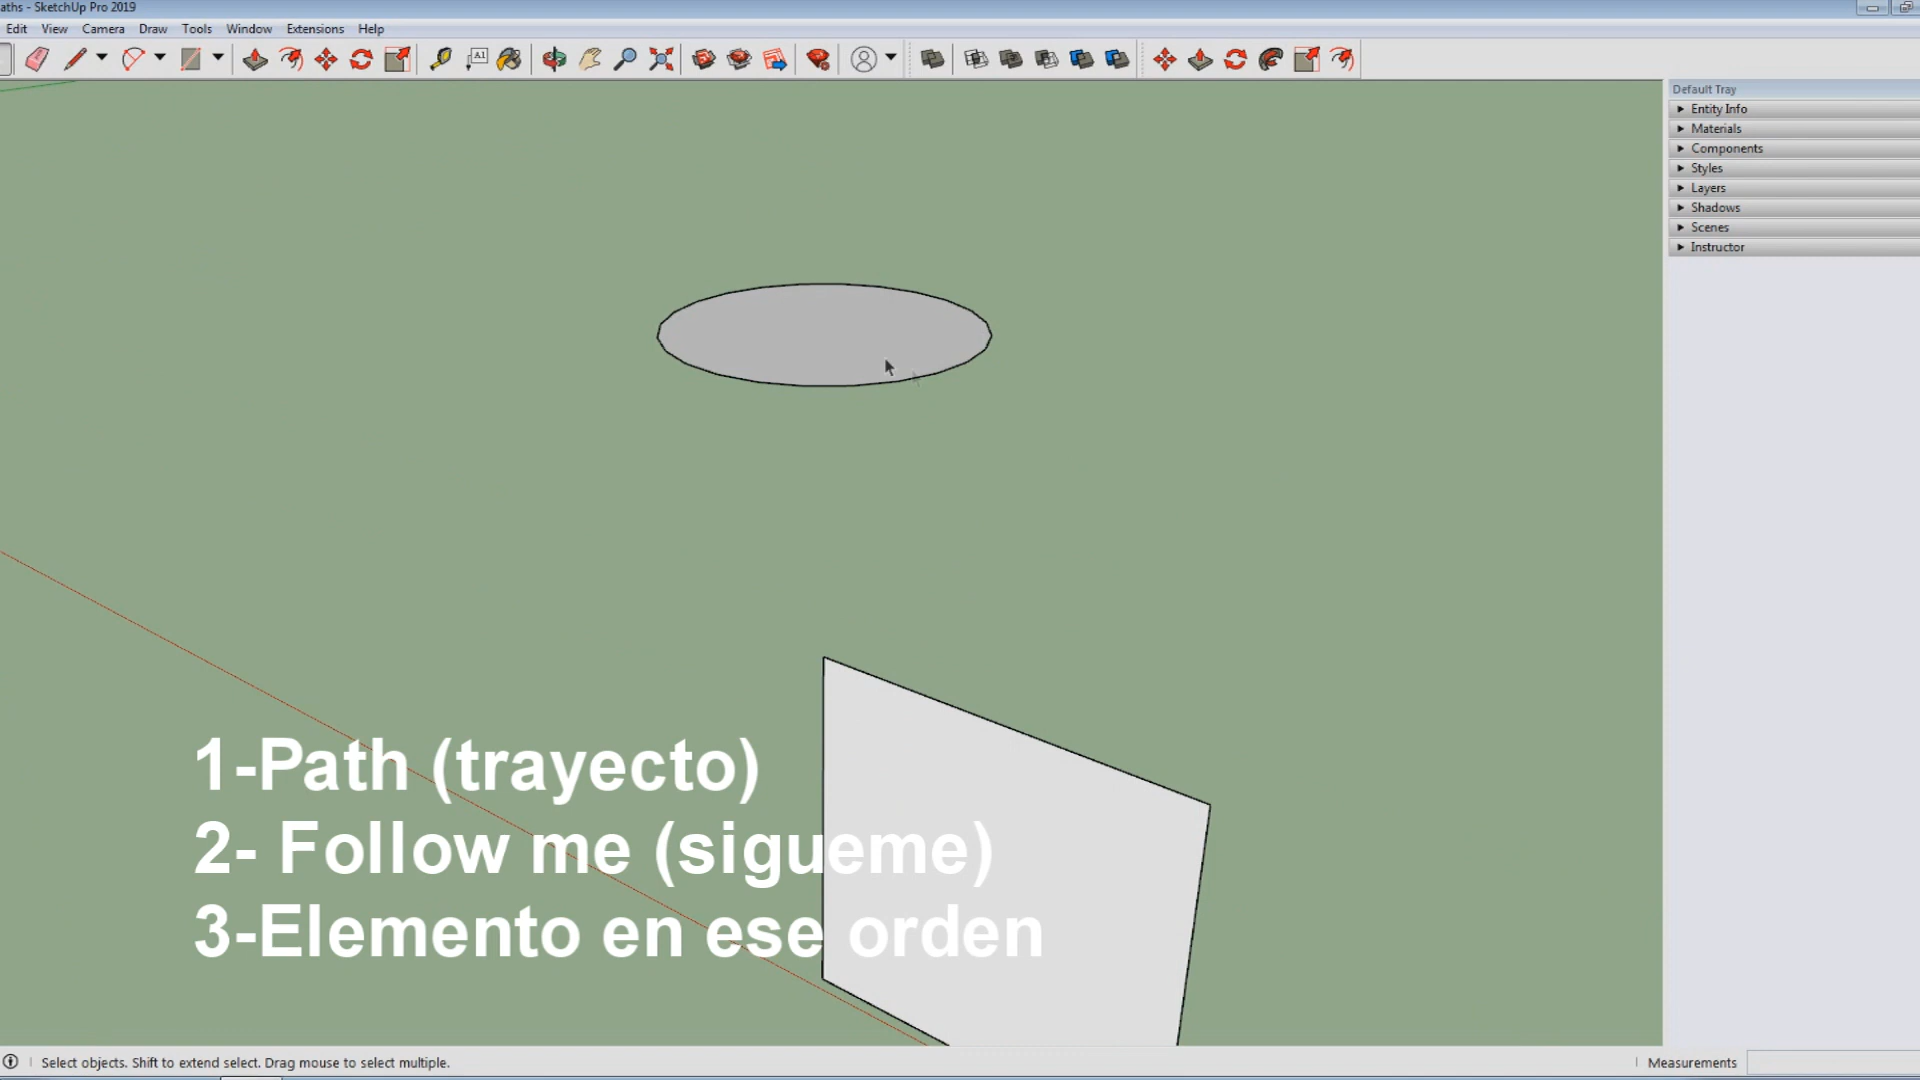 aths - SketchUp Pro 2019
Edit View Camera Draw Tools Window Extensions Help
A1
Default Tray
Entity Info
Materials
Components
Styles
Layers
Shadows
Scenes
Instructor
1-Path (trayecto)
2- Follow me (sigueme)
3-Elemento en ese orden
Select objects. Shift to extend select. Drag mouse to select multiple.
Measurements